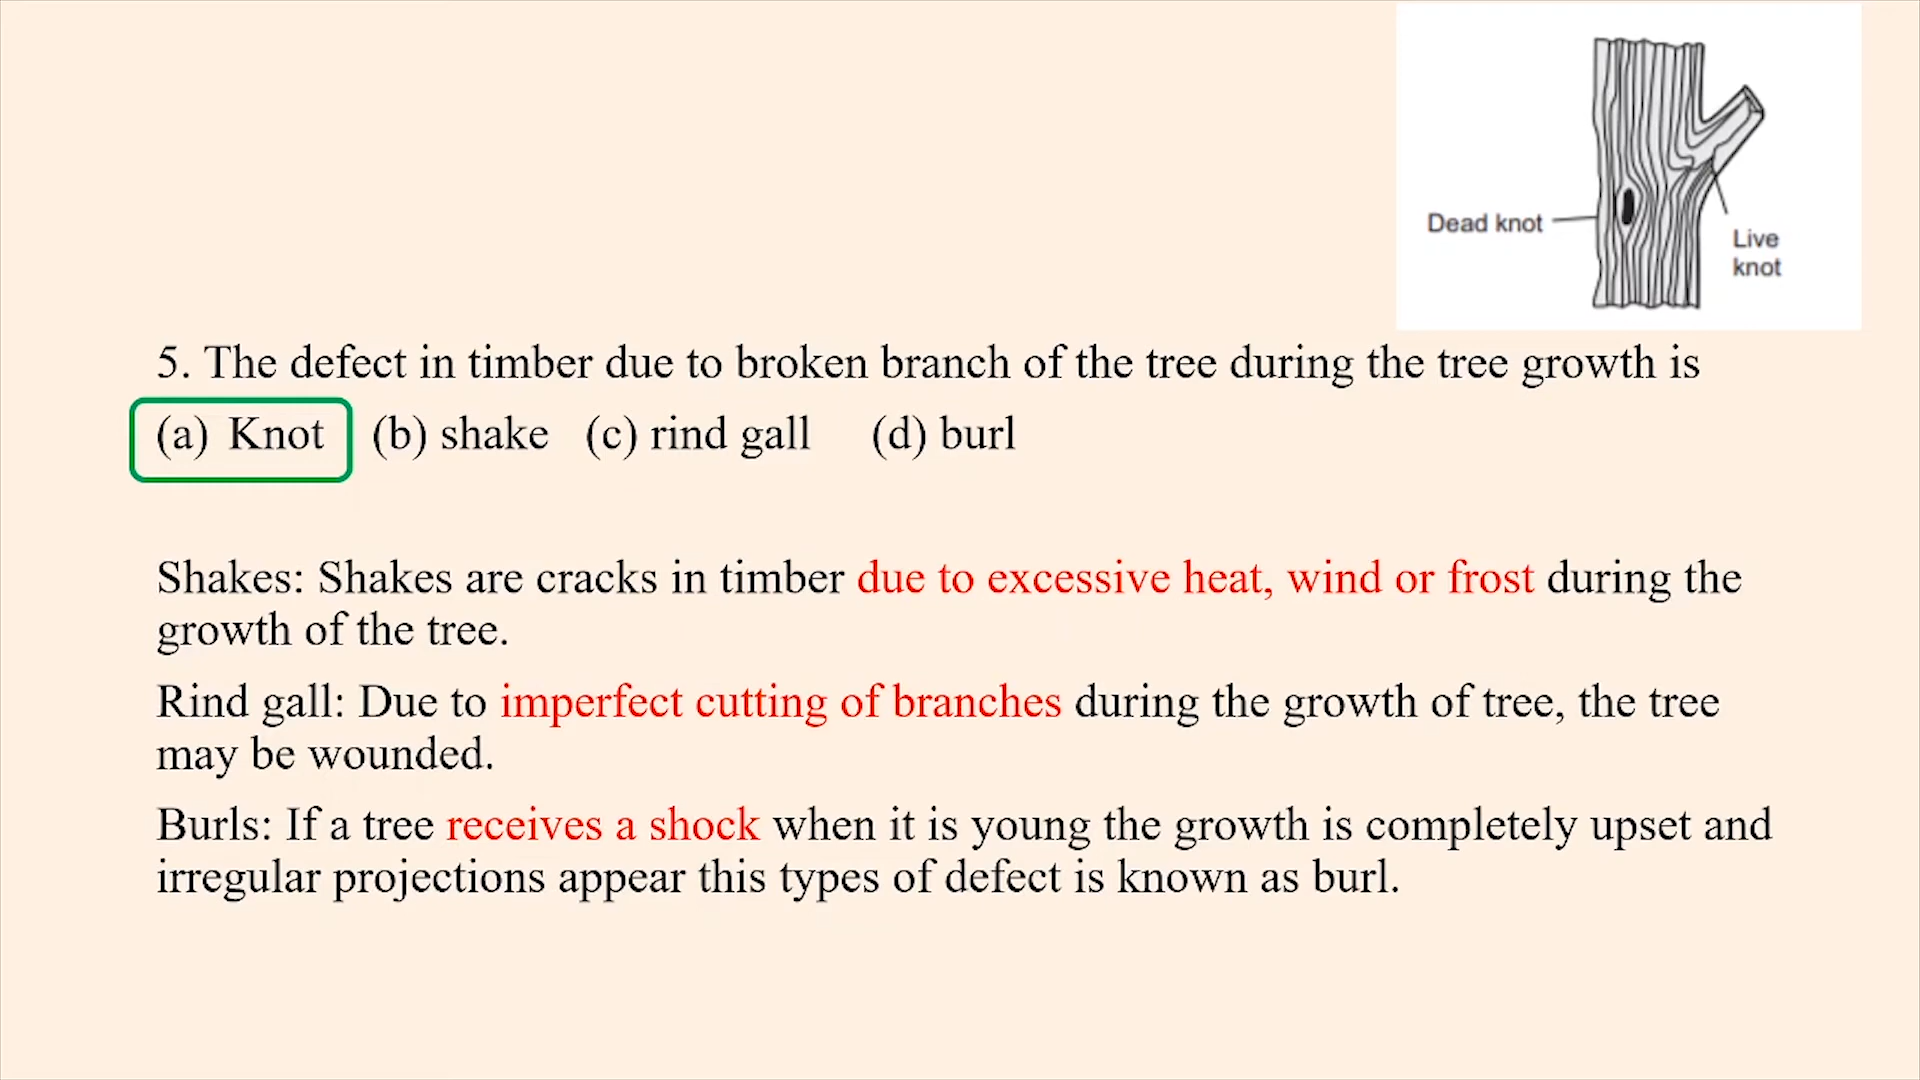 Dead knot
Live
knot
5. The defect in timber due to broken branch of the tree during the tree growth is
(a) Knot (b) shake (c) rind gall (d) burl
Shakes: Shakes are cracks in timber due to excessive heat, wind or frost during the
growth of the tree.
Rind gall: Due to imperfect cutting of branches during the growth of tree, the tree
may be wounded.
Burls: If a tree receives a shock when it is young the growth is completely upset and
irregular projections appear this types of defect is known as burl.